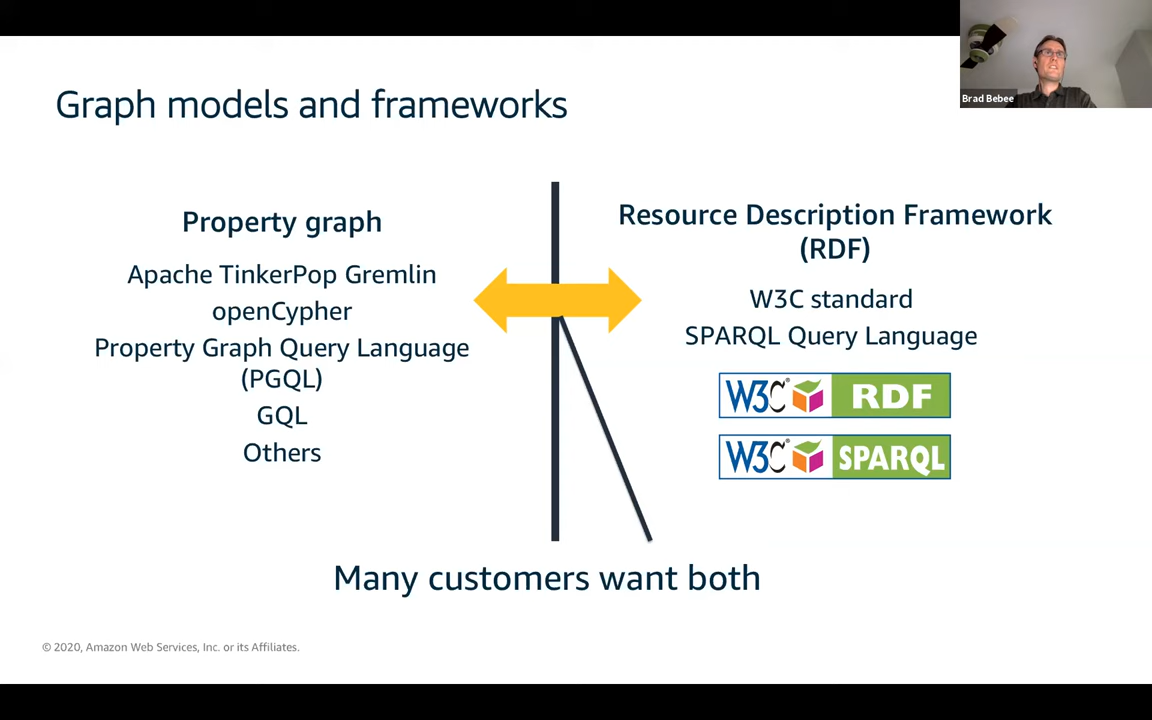 Brad Bebee
Graph models and frameworks
Property graph
Apache TinkerPop Gremlin
openCypher
Property Graph Query Language
(PGQL)
GQL
Others
Resource Description Framework
(RDF)
W3C standard
SPARQL Query Language
W3C® RDF
W3C® SPARQL
Many customers want both
© 2020, Amazon Web Services, Inc. or its Affiliates.